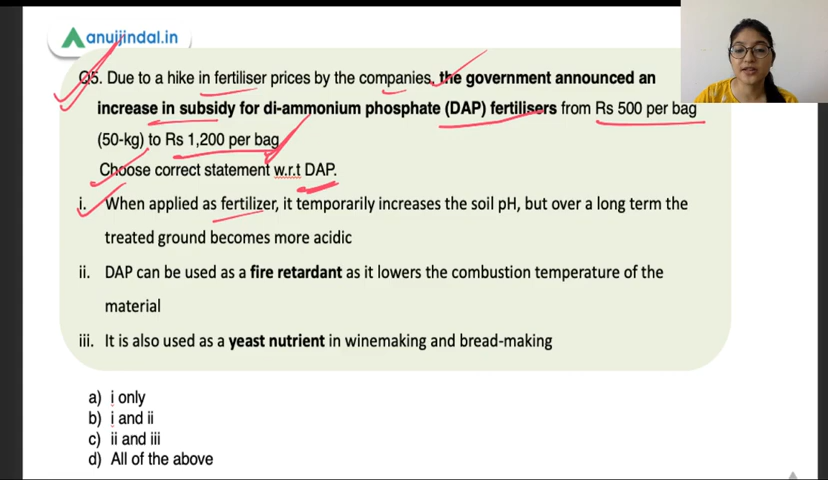 anujjindal.in
Q5. Due to a hike in fertiliser prices by the companies, the government announced an
increase in subsidy for di-ammonium phosphate (DAP) fertilisers from Rs 500 per bag
(50-kg) to Rs 1,200 per bag
Choose correct statement w.r.t DAP.
i. When applied as fertilizer, it temporarily increases the soil pH, but over a long term the
treated ground becomes more acidic
ii. DAP can be used as a fire retardant as it lowers the combustion temperature of the
material
iii. It is also used as a yeast nutrient in winemaking and bread-making
a) i only
b) i and ii
c) ii and iii
d) All of the above